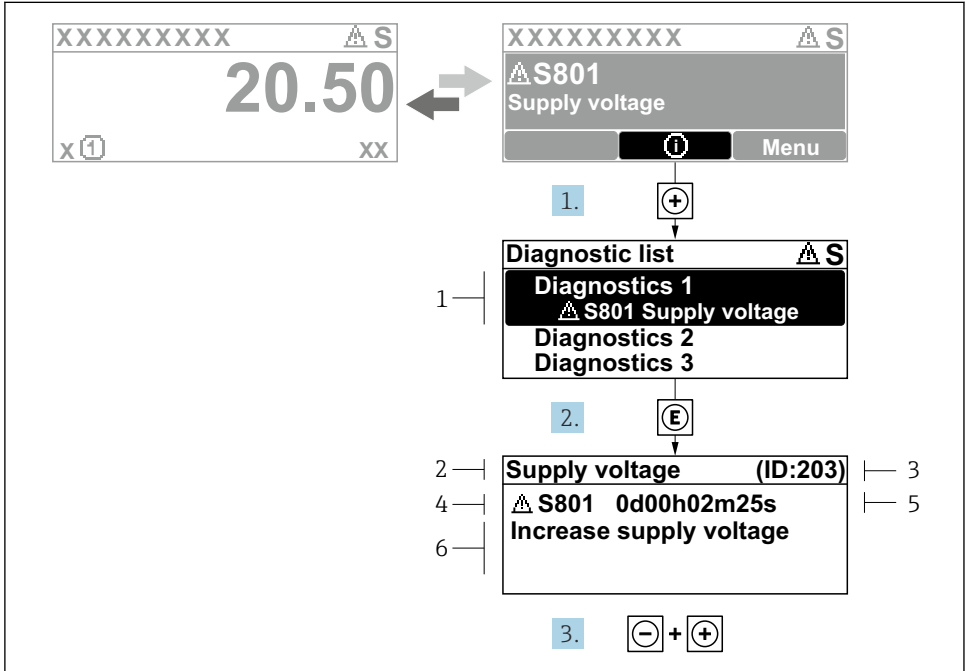 XXXXXXXXX ⚠ S
20.50
x ① xx
XXXXXXXXX ⚠ S
⚠ S801
Supply voltage
ⓘ Menu
1. ⊕
Diagnostic list ⚠ S
1 Diagnostics 1
⚠ S801 Supply voltage
Diagnostics 2
Diagnostics 3
2. Ⓔ
2 Supply voltage (ID:203) 3
4 ⚠ S801 0d00h02m25s 5
6 Increase supply voltage
3. ⊖ + ⊕